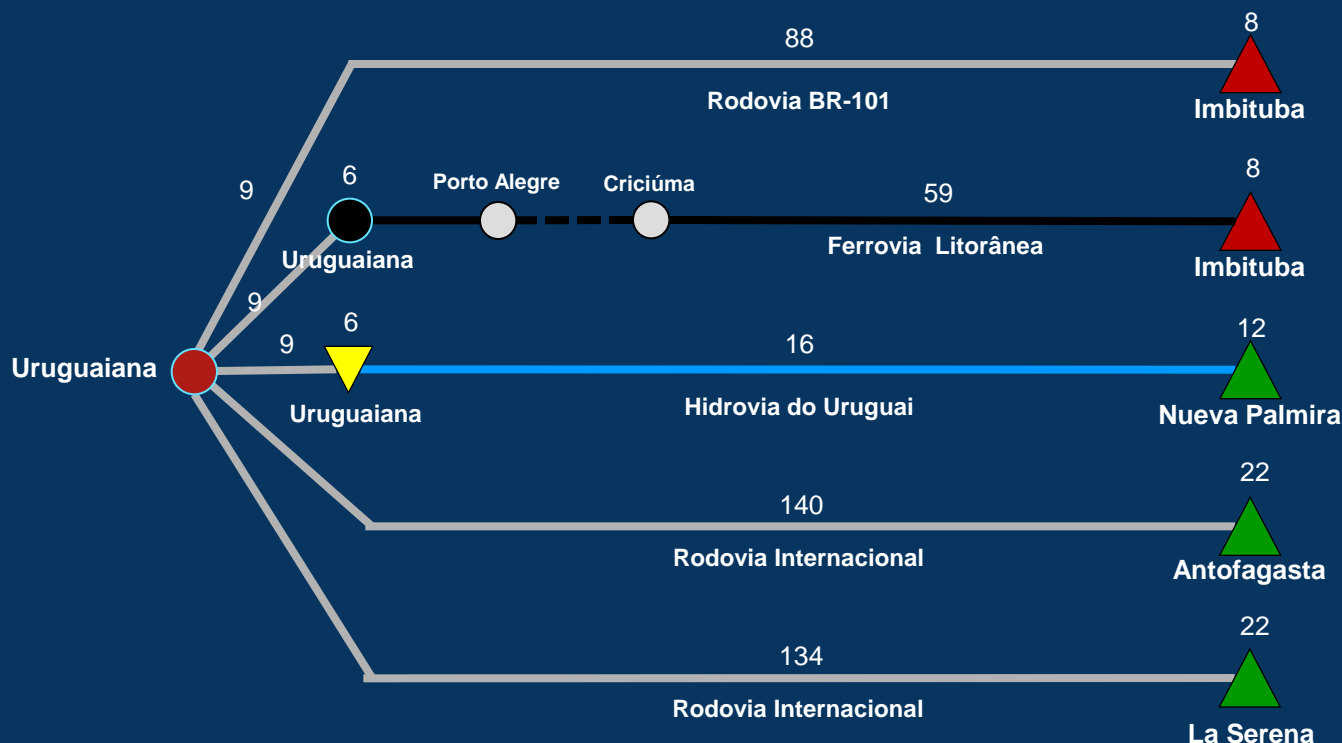 8
88
Rodovia BR-101
Imbituba
9
6
Porto Alegre
Criciúma
59
8
Uruguaiana
Ferrovia Litorânea
Imbituba
9
9
6
16
12
Uruguaiana
Uruguaiana
Hidrovia do Uruguai
Nueva Palmira
140
22
Rodovia Internacional
Antofagasta
134
22
Rodovia Internacional
La Serena